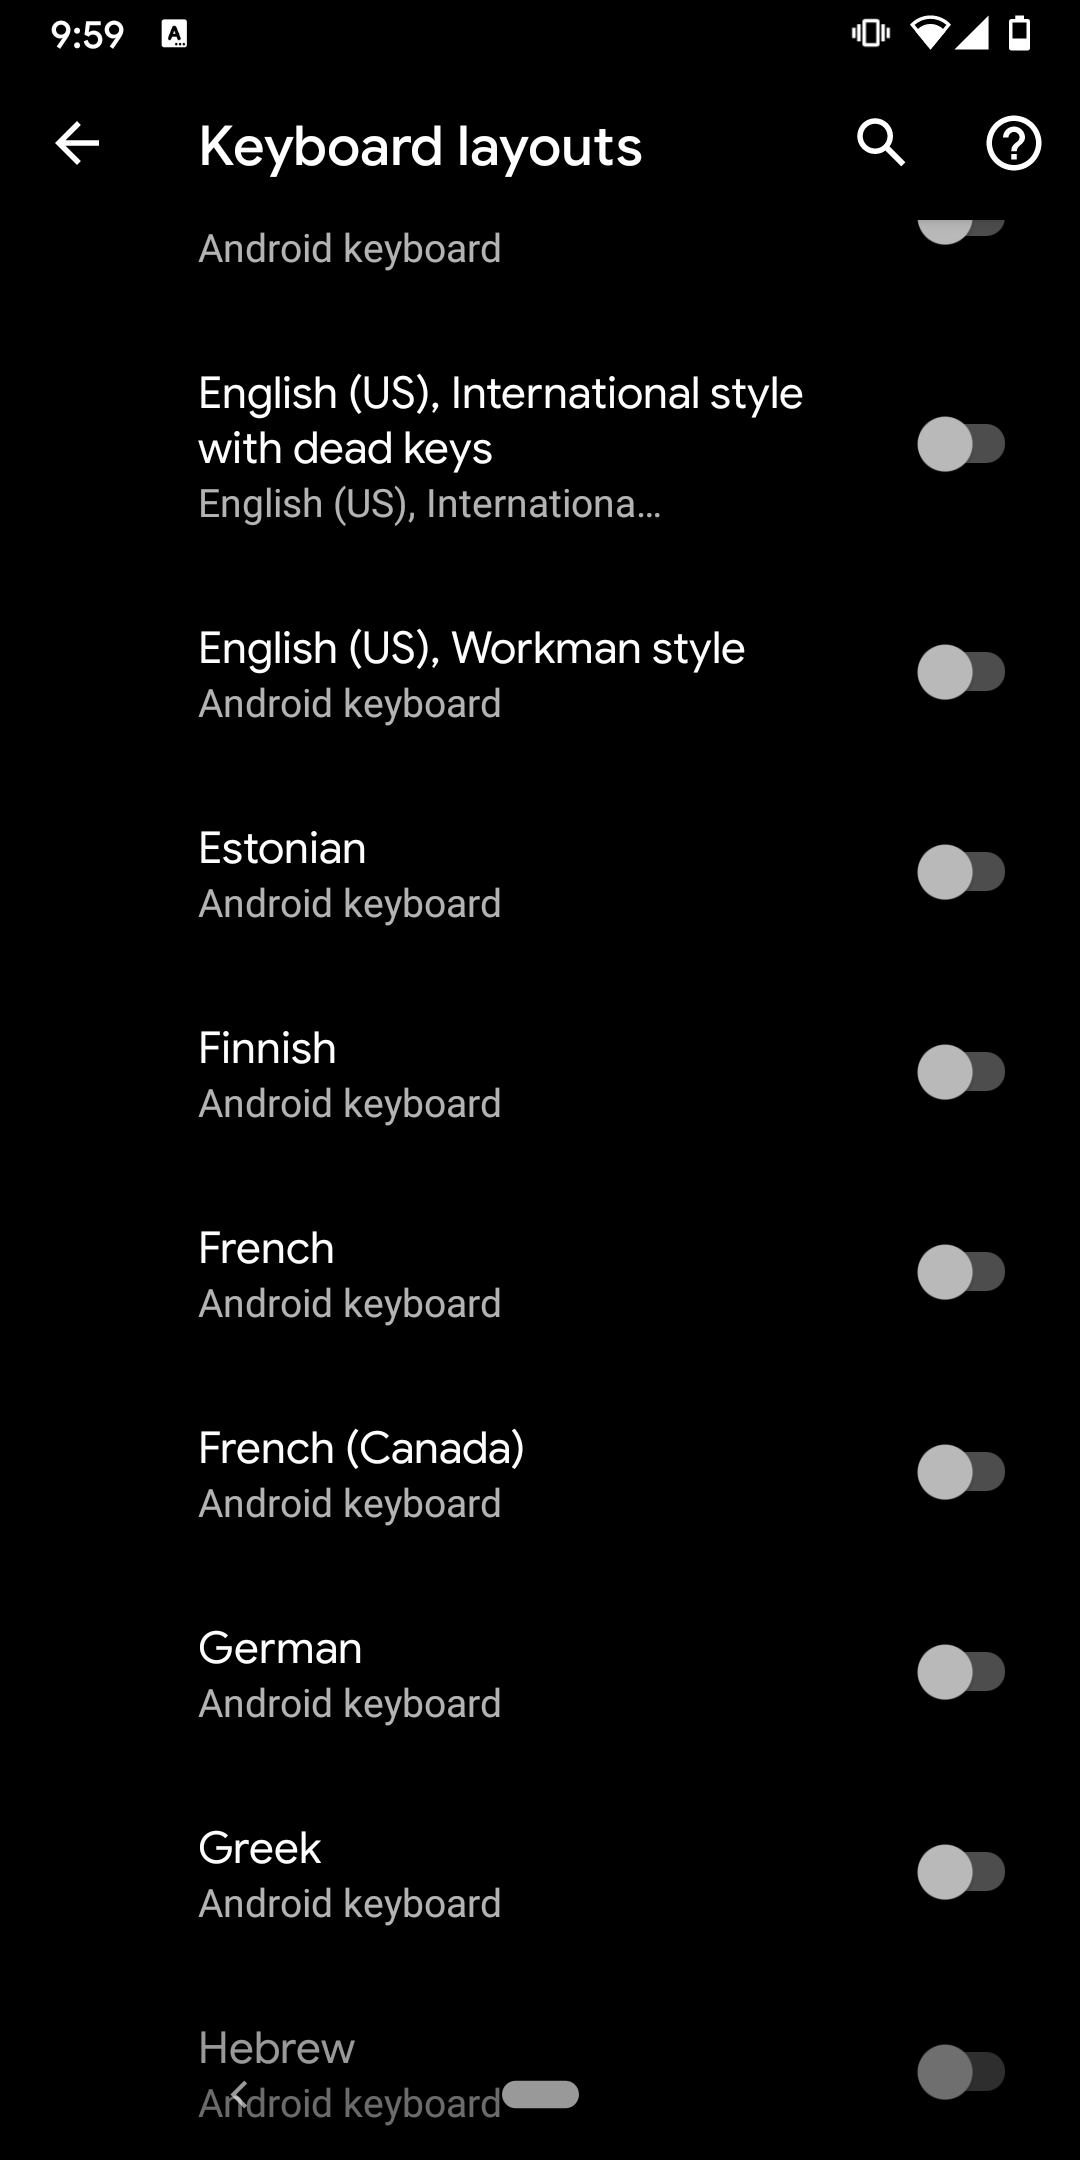 9:59
Keyboard layouts
Android keyboard
English (US), International style
with dead keys
English (US), Internationa...
English (US), Workman style
Android keyboard
Estonian
Android keyboard
Finnish
Android keyboard
French
Android keyboard
French (Canada)
Android keyboard
German
Android keyboard
Greek
Android keyboard
Hebrew
Android keyboard